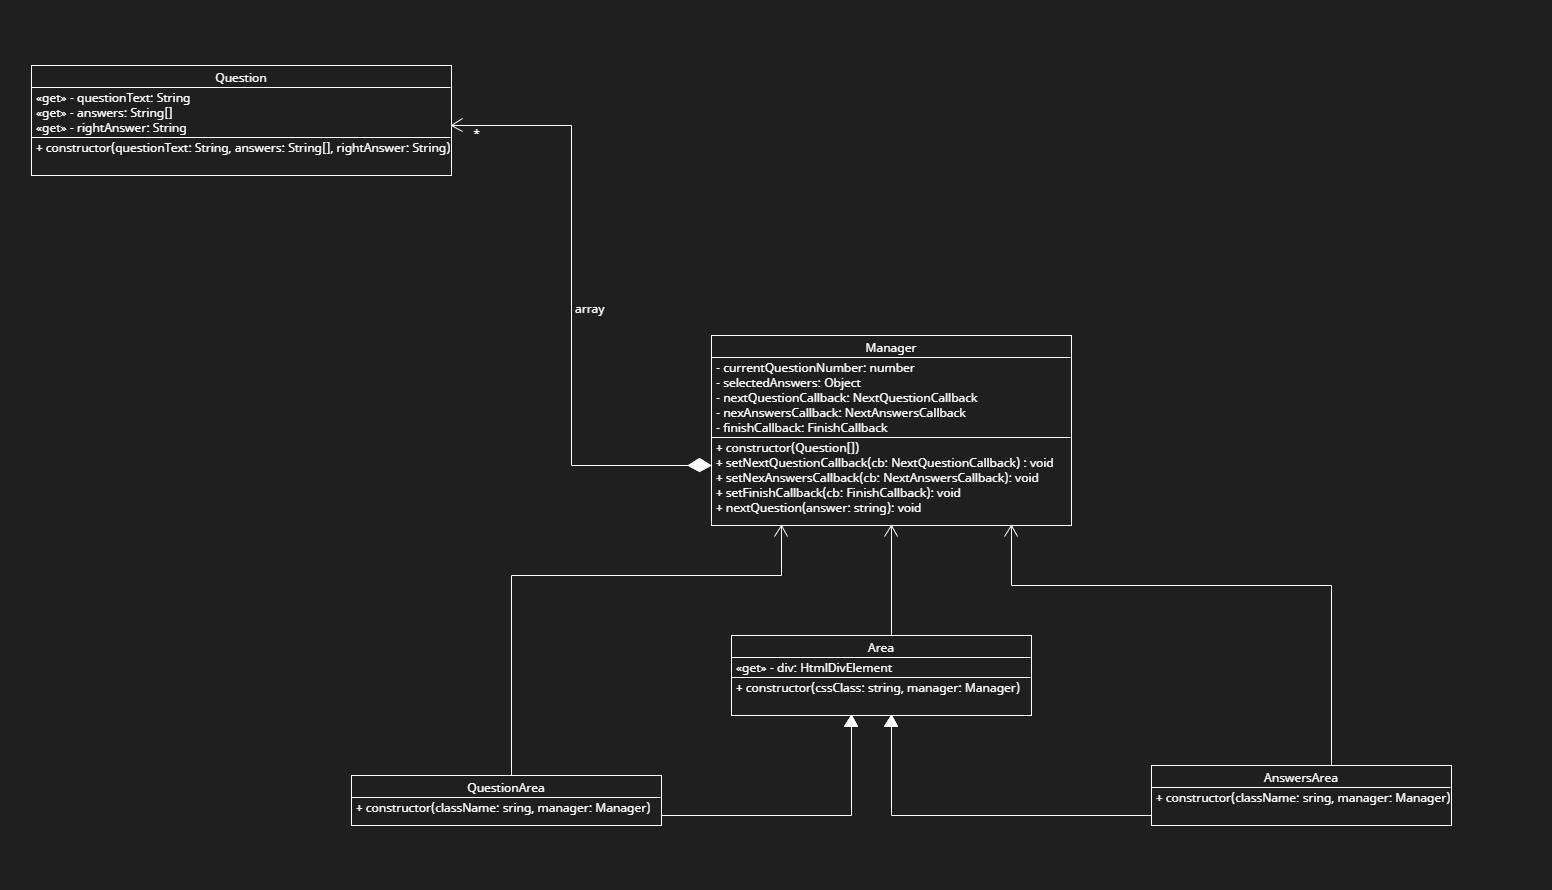 Question
«get» - questionText: String
«get» - answers: String[]
«get» - rightAnswer: String
+ constructor(questionText: String, answers: String[], rightAnswer: String)
*
array
Manager
- currentQuestionNumber: number
- selectedAnswers: Object
- nextQuestionCallback: NextQuestionCallback
- nexAnswersCallback: NextAnswersCallback
- finishCallback: FinishCallback
+ constructor(Question[])
+ setNextQuestionCallback(cb: NextQuestionCallback) : void
+ setNexAnswersCallback(cb: NextAnswersCallback): void
+ setFinishCallback(cb: FinishCallback): void
+ nextQuestion(answer: string): void
Area
«get» - div: HtmlDivElement
+ constructor(cssClass: string, manager: Manager)
QuestionArea
+ constructor(className: sring, manager: Manager)
AnswersArea
+ constructor(className: sring, manager: Manager)